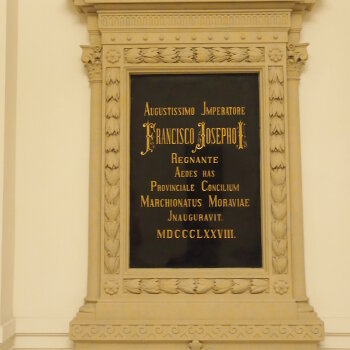 Augustissimo Imperatore
Francisco Josepho I.
Regnante
Aedes has
Provinciale Concilium
Marchionatus Moraviae
Inauguravit.
MDCCCLXXVIII.